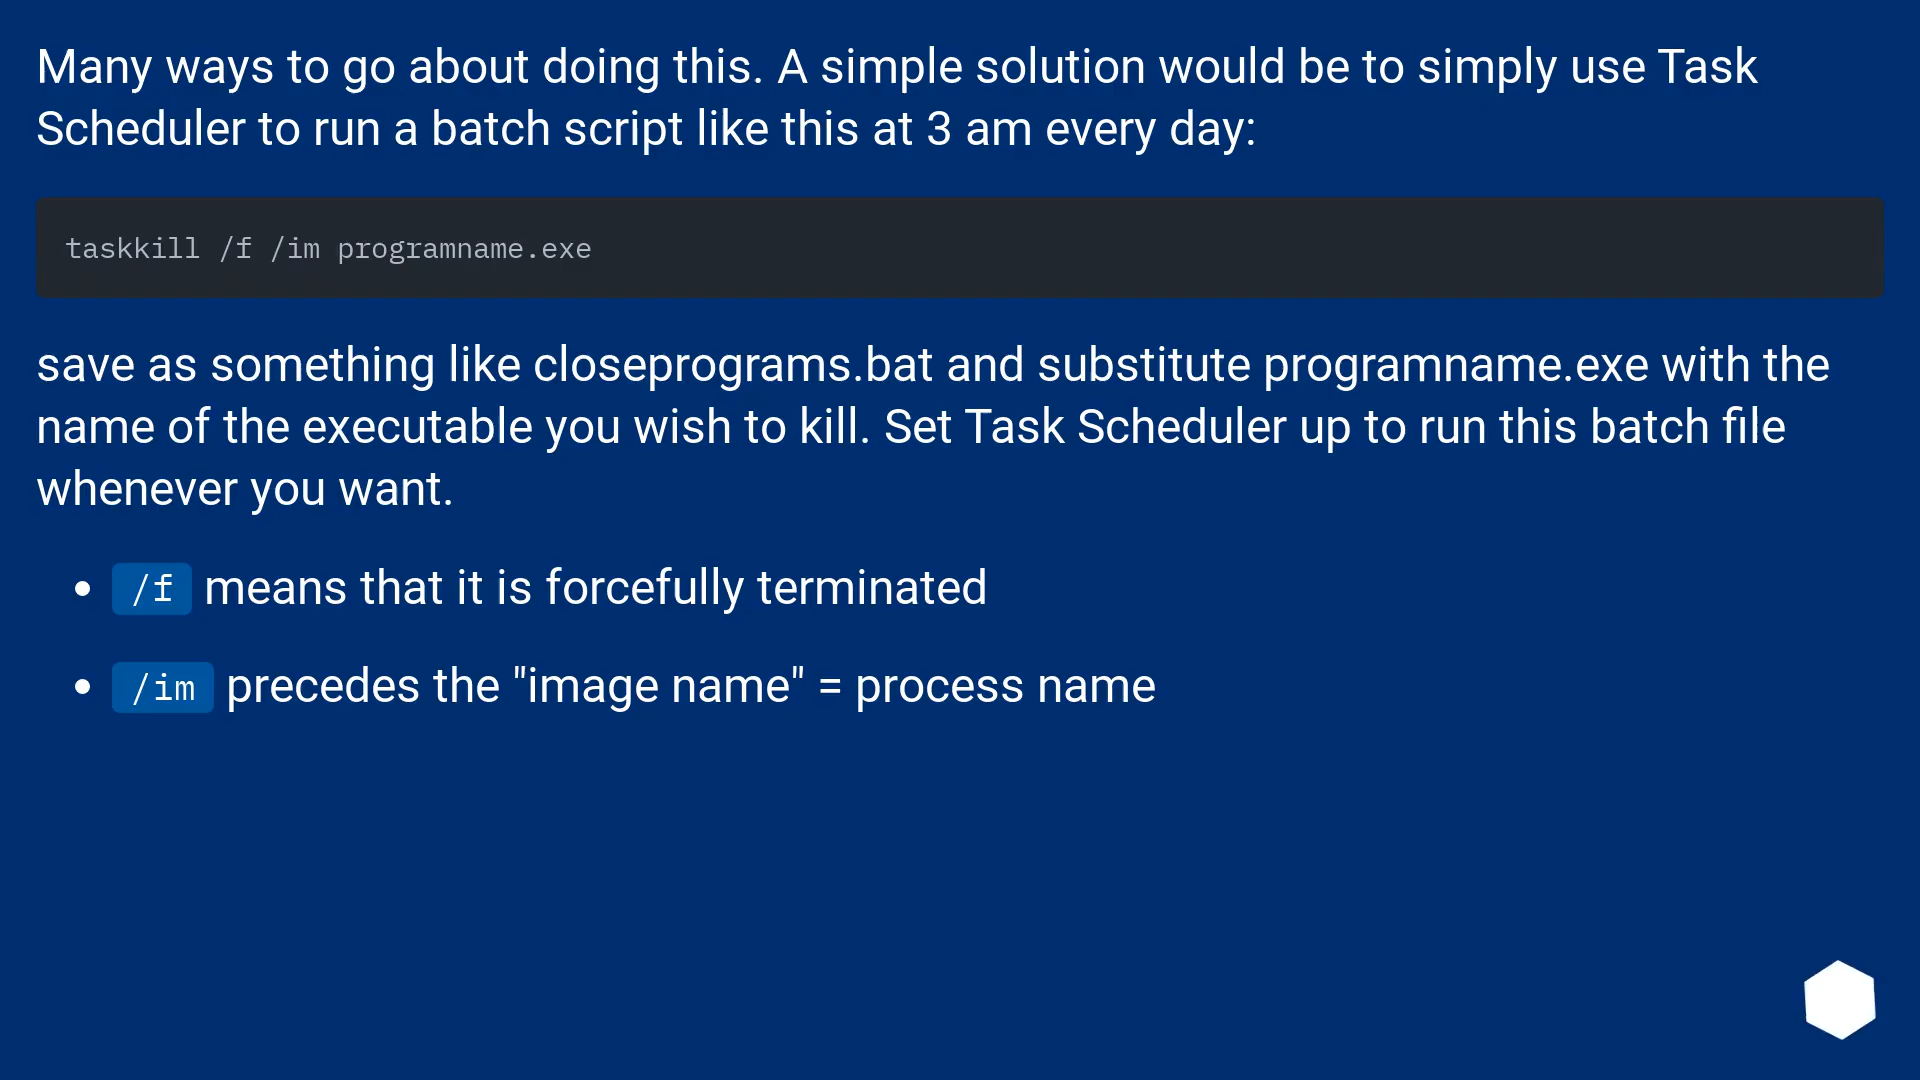 Many ways to go about doing this. A simple solution would be to simply use Task
Scheduler to run a batch script like this at 3 am every day:
taskkill /f /im programname.exe
save as something like closeprograms.bat and substitute programname.exe with the
name of the executable you wish to kill. Set Task Scheduler up to run this batch file
whenever you want.
• /f means that it is forcefully terminated
• /im precedes the "image name" = process name